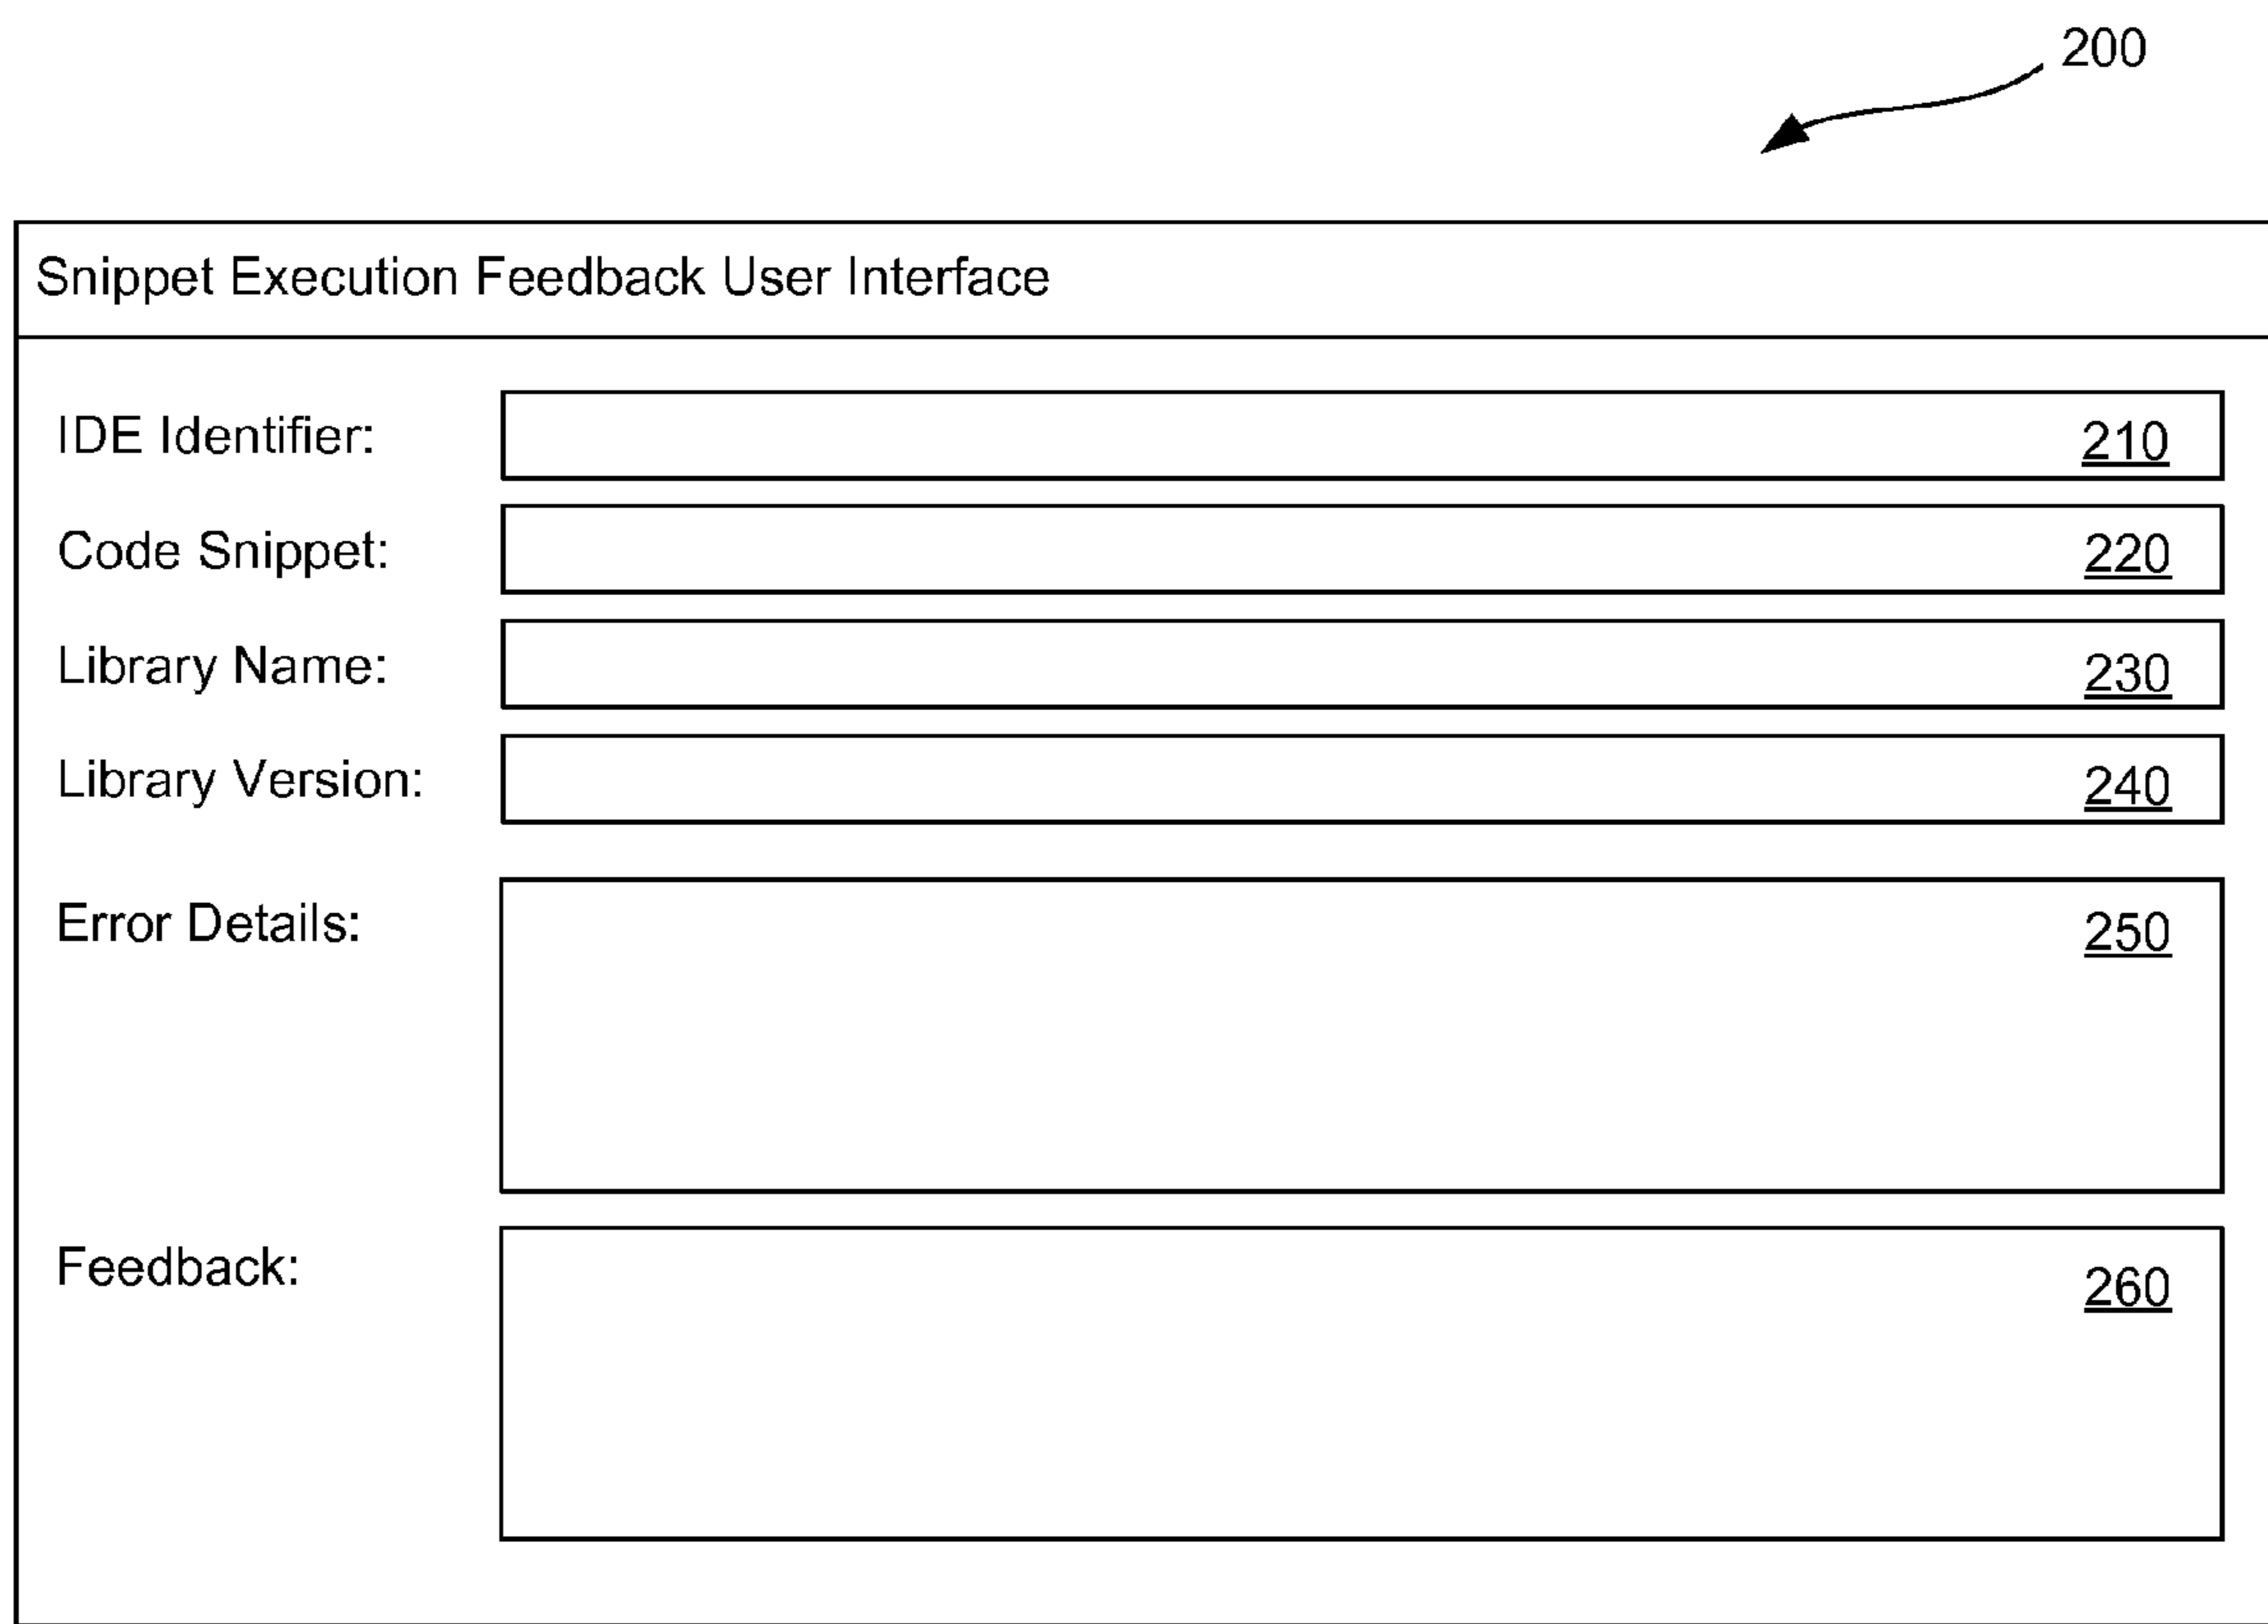 200
Snippet Execution Feedback User Interface
IDE Identifier: 210
Code Snippet: 220
Library Name: 230
Library Version: 240
Error Details: 250
Feedback: 260